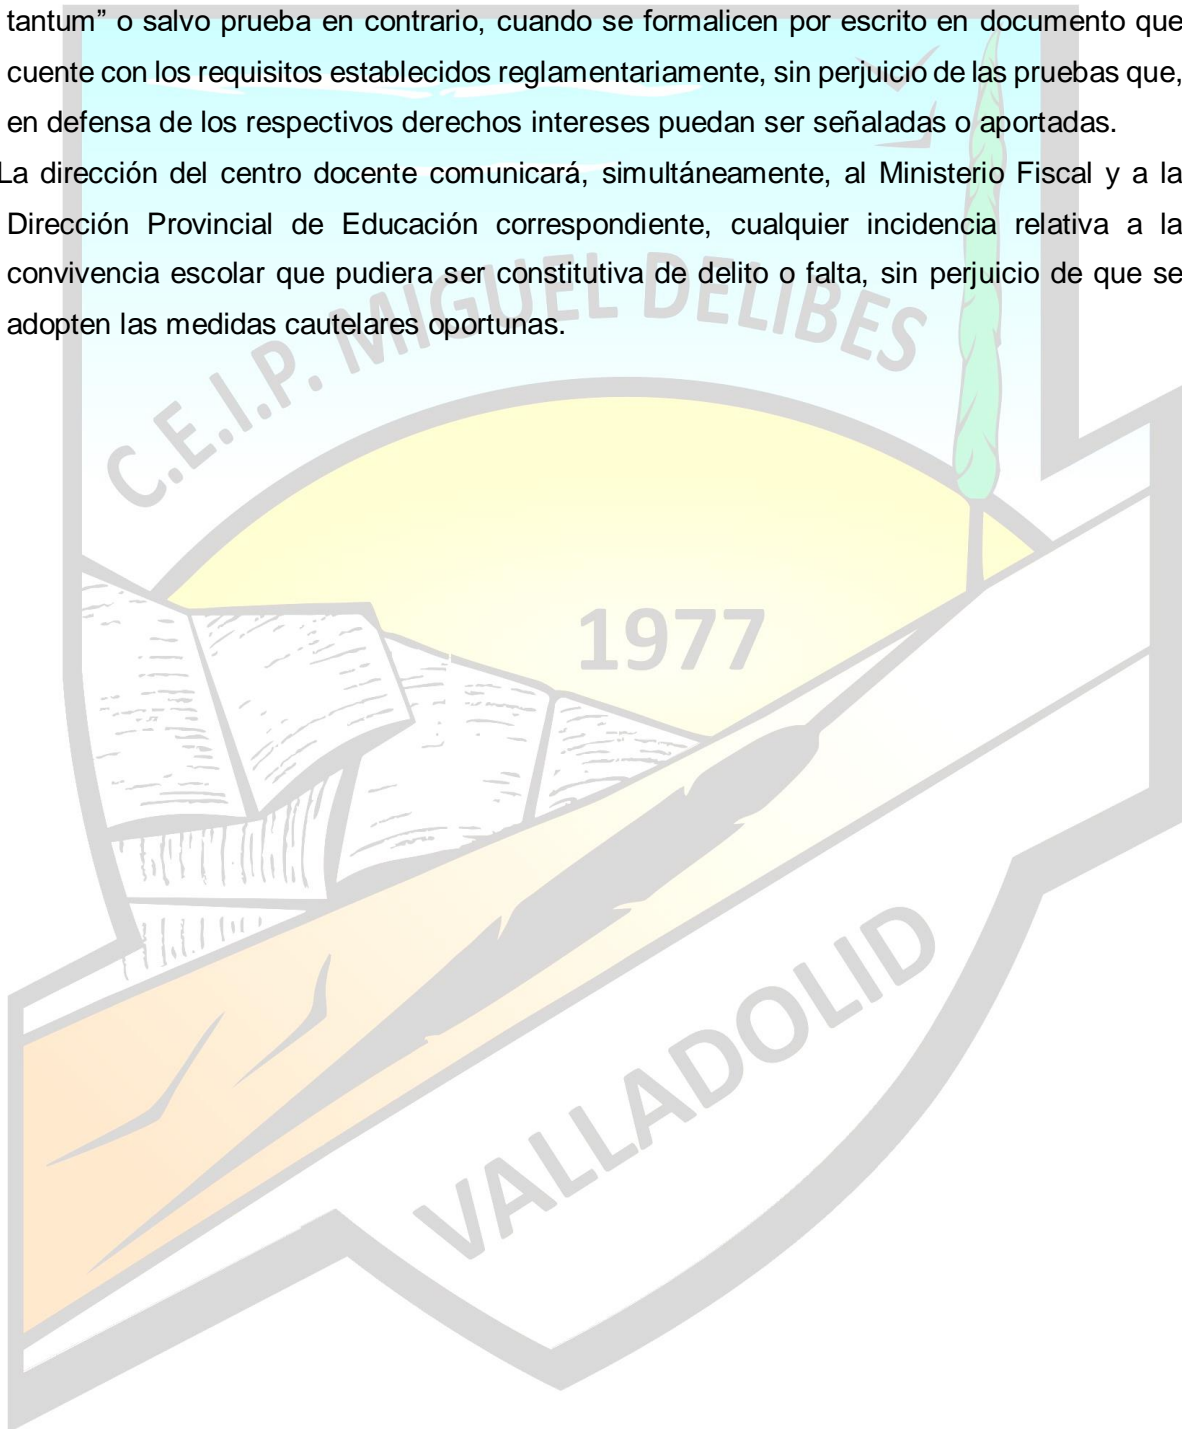 tantum” o salvo prueba en contrario, cuando se formalicen por escrito en documento que
cuente con los requisitos establecidos reglamentariamente, sin perjuicio de las pruebas que,
en defensa de los respectivos derechos intereses puedan ser señaladas o aportadas.
La dirección del centro docente comunicará, simultáneamente, al Ministerio Fiscal y a la
Dirección Provincial de Educación correspondiente, cualquier incidencia relativa a la
convivencia escolar que pudiera ser constitutiva de delito o falta, sin perjuicio de que se
adopten las medidas cautelares oportunas.
C.E.I.P. MIGUEL DELIBES
1977
VALLADOLID